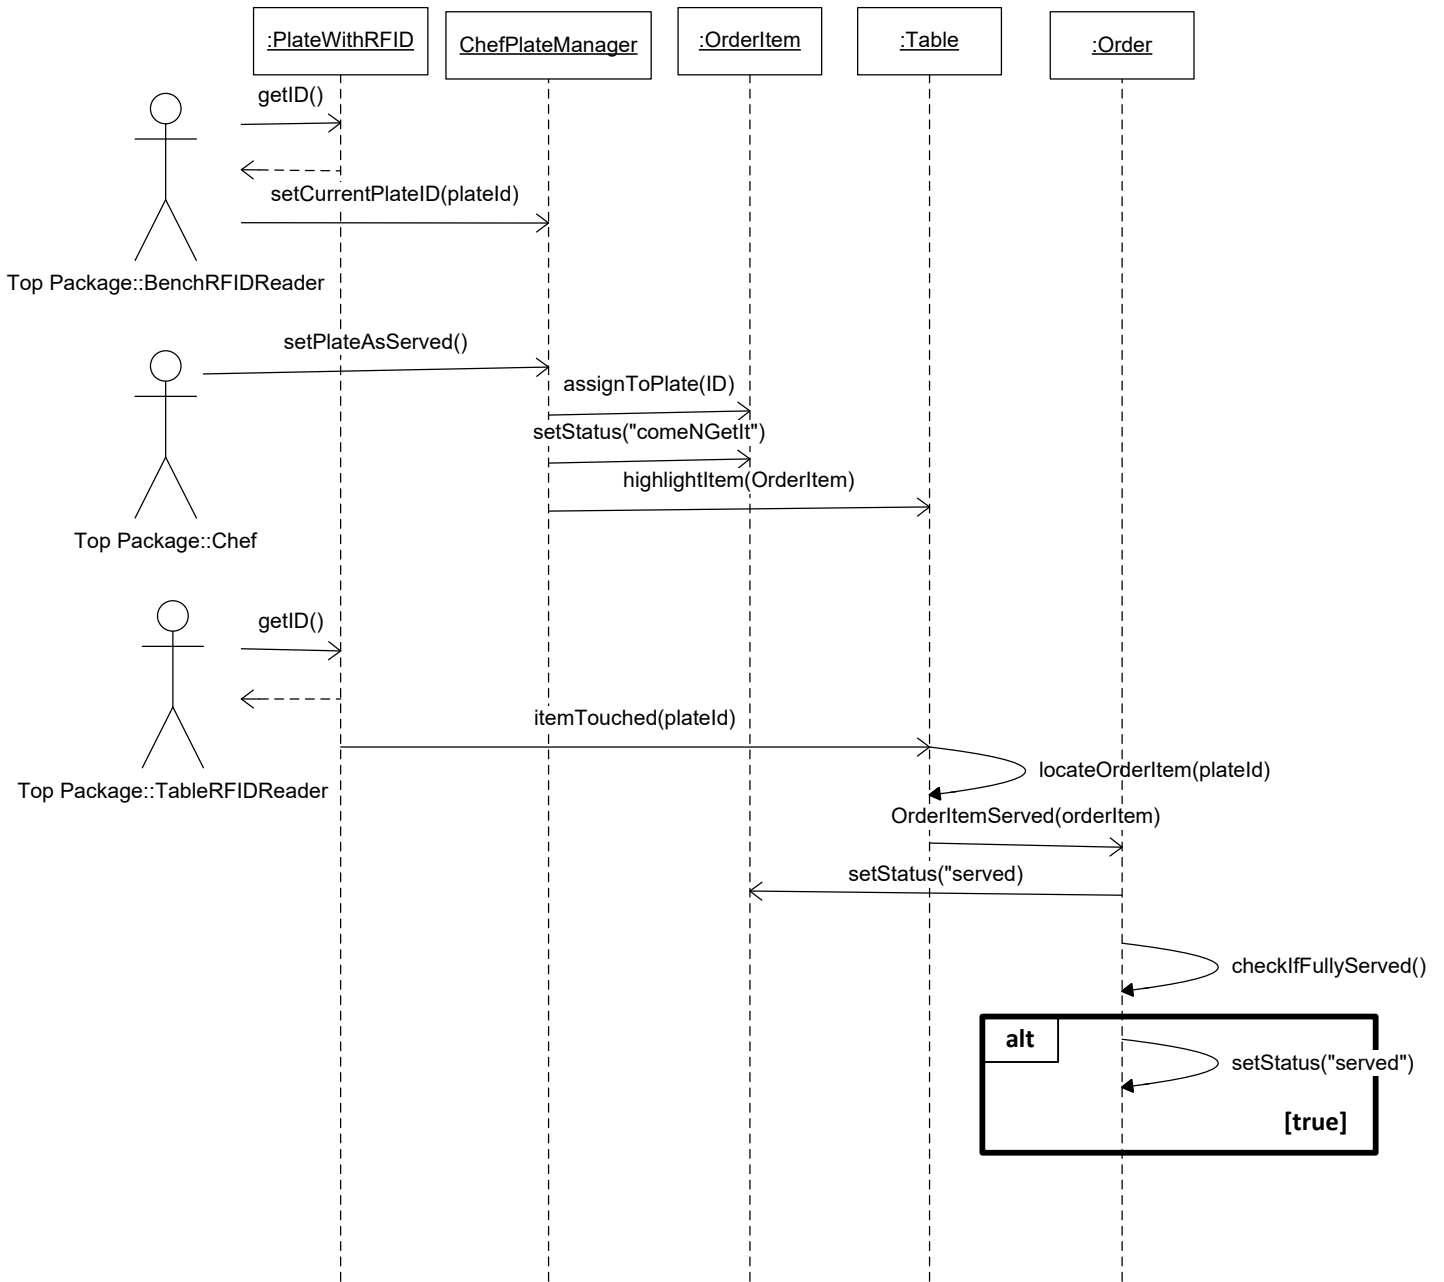 :PlateWithRFID
ChefPlateManager
:OrderItem
:Table
:Order
getID()
setCurrentPlateID(plateId)
Top Package::BenchRFIDReader
setPlateAsServed()
assignToPlate(ID)
setStatus("comeNGetIt")
highlightItem(OrderItem)
Top Package::Chef
getID()
itemTouched(plateId)
locateOrderItem(plateId)
Top Package::TableRFIDReader
OrderItemServed(orderItem)
setStatus("served)
checkIfFullyServed()
alt
setStatus("served")
[true]